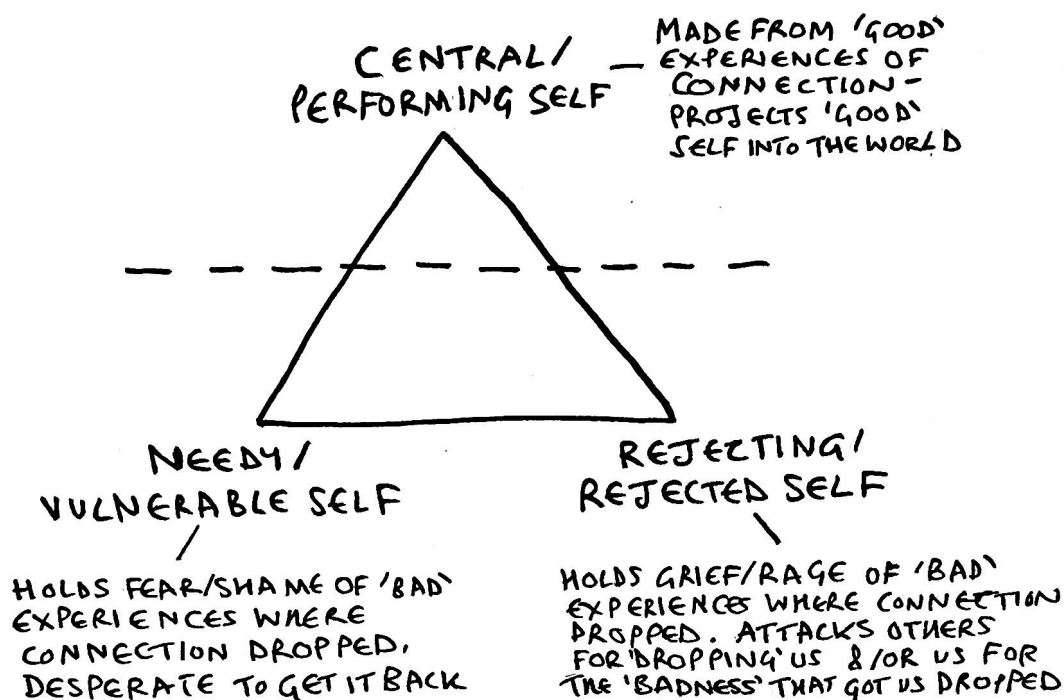 CENTRAL/
PERFORMING SELF
— MADE FROM 'GOOD'
EXPERIENCES OF
CONNECTION –
PROJECTS 'GOOD'
SELF INTO THE WORLD
NEEDY/
VULNERABLE SELF
HOLDS FEAR/SHAME OF 'BAD'
EXPERIENCES WHERE
CONNECTION DROPPED.
DESPERATE TO GET IT BACK
REJECTING/
REJECTED SELF
HOLDS GRIEF/RAGE OF 'BAD'
EXPERIENCES WHERE CONNECTION
DROPPED. ATTACKS OTHERS
FOR 'DROPPING' US &/OR US FOR
THE 'BADNESS' THAT GOT US DROPPED